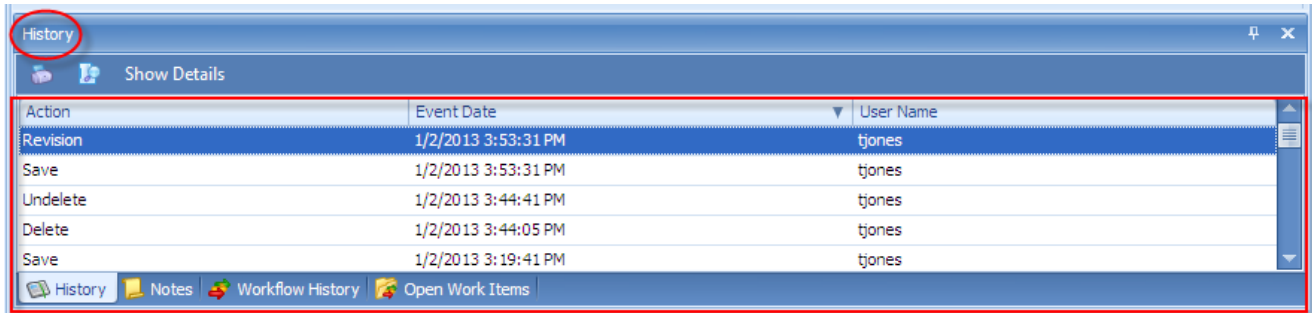 History
Show Details
Action Event Date User Name
Revision 1/2/2013 3:53:31 PM tjones
Save 1/2/2013 3:53:31 PM tjones
Undelete 1/2/2013 3:44:41 PM tjones
Delete 1/2/2013 3:44:05 PM tjones
Save 1/2/2013 3:19:41 PM tjones
History Notes Workflow History Open Work Items